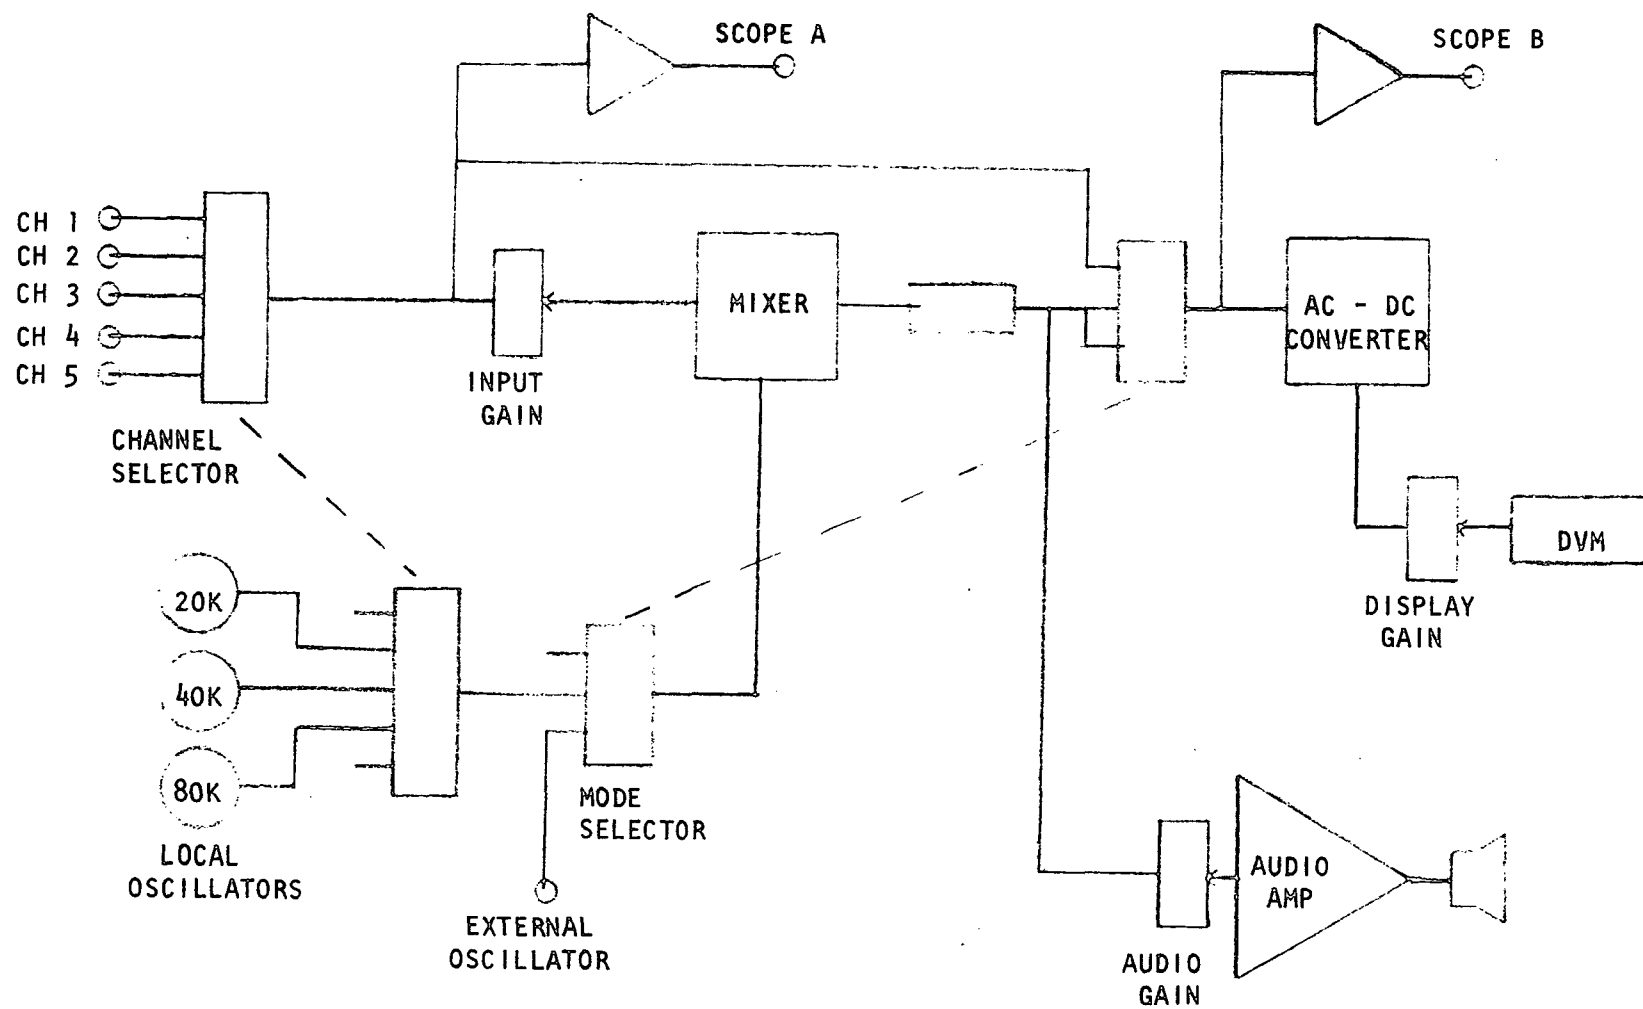 SCOPE A
SCOPE B
CH 1
CH 2
CH 3
CH 4
CH 5
CHANNEL
SELECTOR
INPUT
GAIN
MIXER
AC - DC
CONVERTER
DVM
DISPLAY
GAIN
20K
40K
80K
LOCAL
OSCILLATORS
MODE
SELECTOR
EXTERNAL
OSCILLATOR
AUDIO
AMP
AUDIO
GAIN